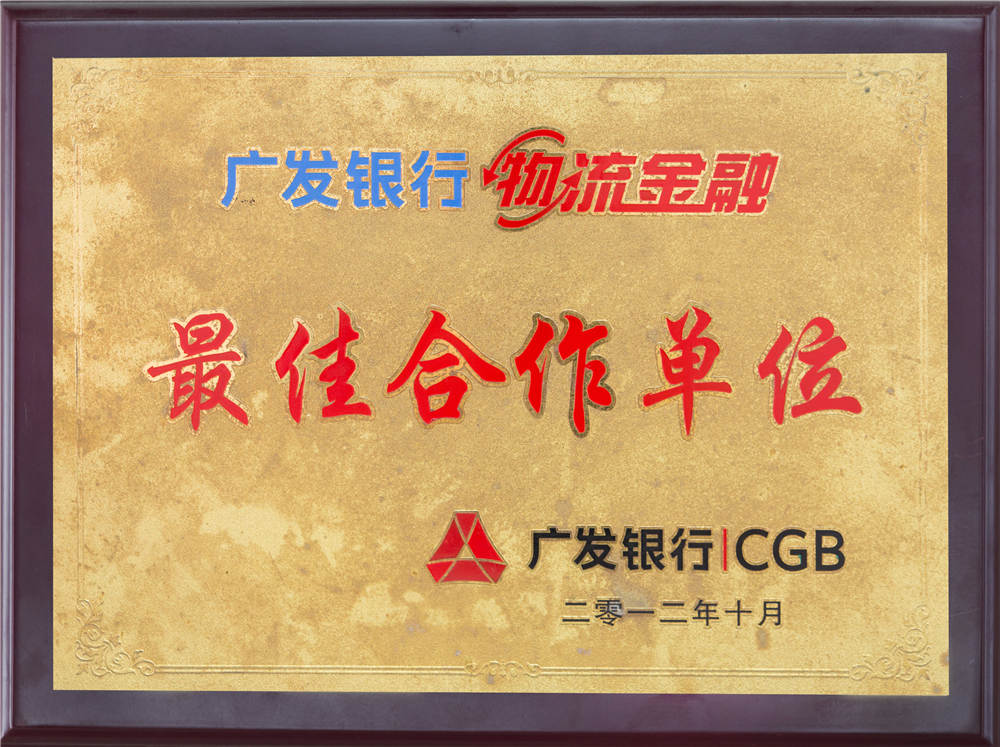 广发银行 物流金融
最佳合作单位
广发银行|CGB
二零一二年十月